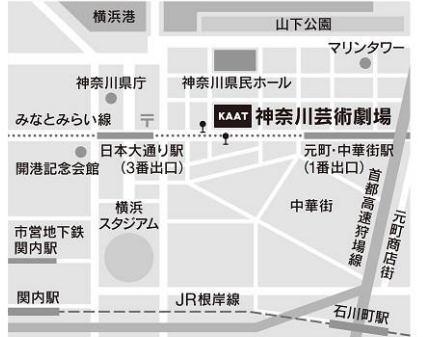 横浜港
山下公園
マリンタワー
神奈川県庁
神奈川県民ホール
KAAT 神奈川芸術劇場
みなとみらい線
日本大通り駅
(3番出口)
元町・中華街駅
(1番出口)
開港記念会館
横浜
スタジアム
中華街
首都高速狩場線
元町商店街
市営地下鉄
関内駅
関内駅
JR根岸線
石川町駅